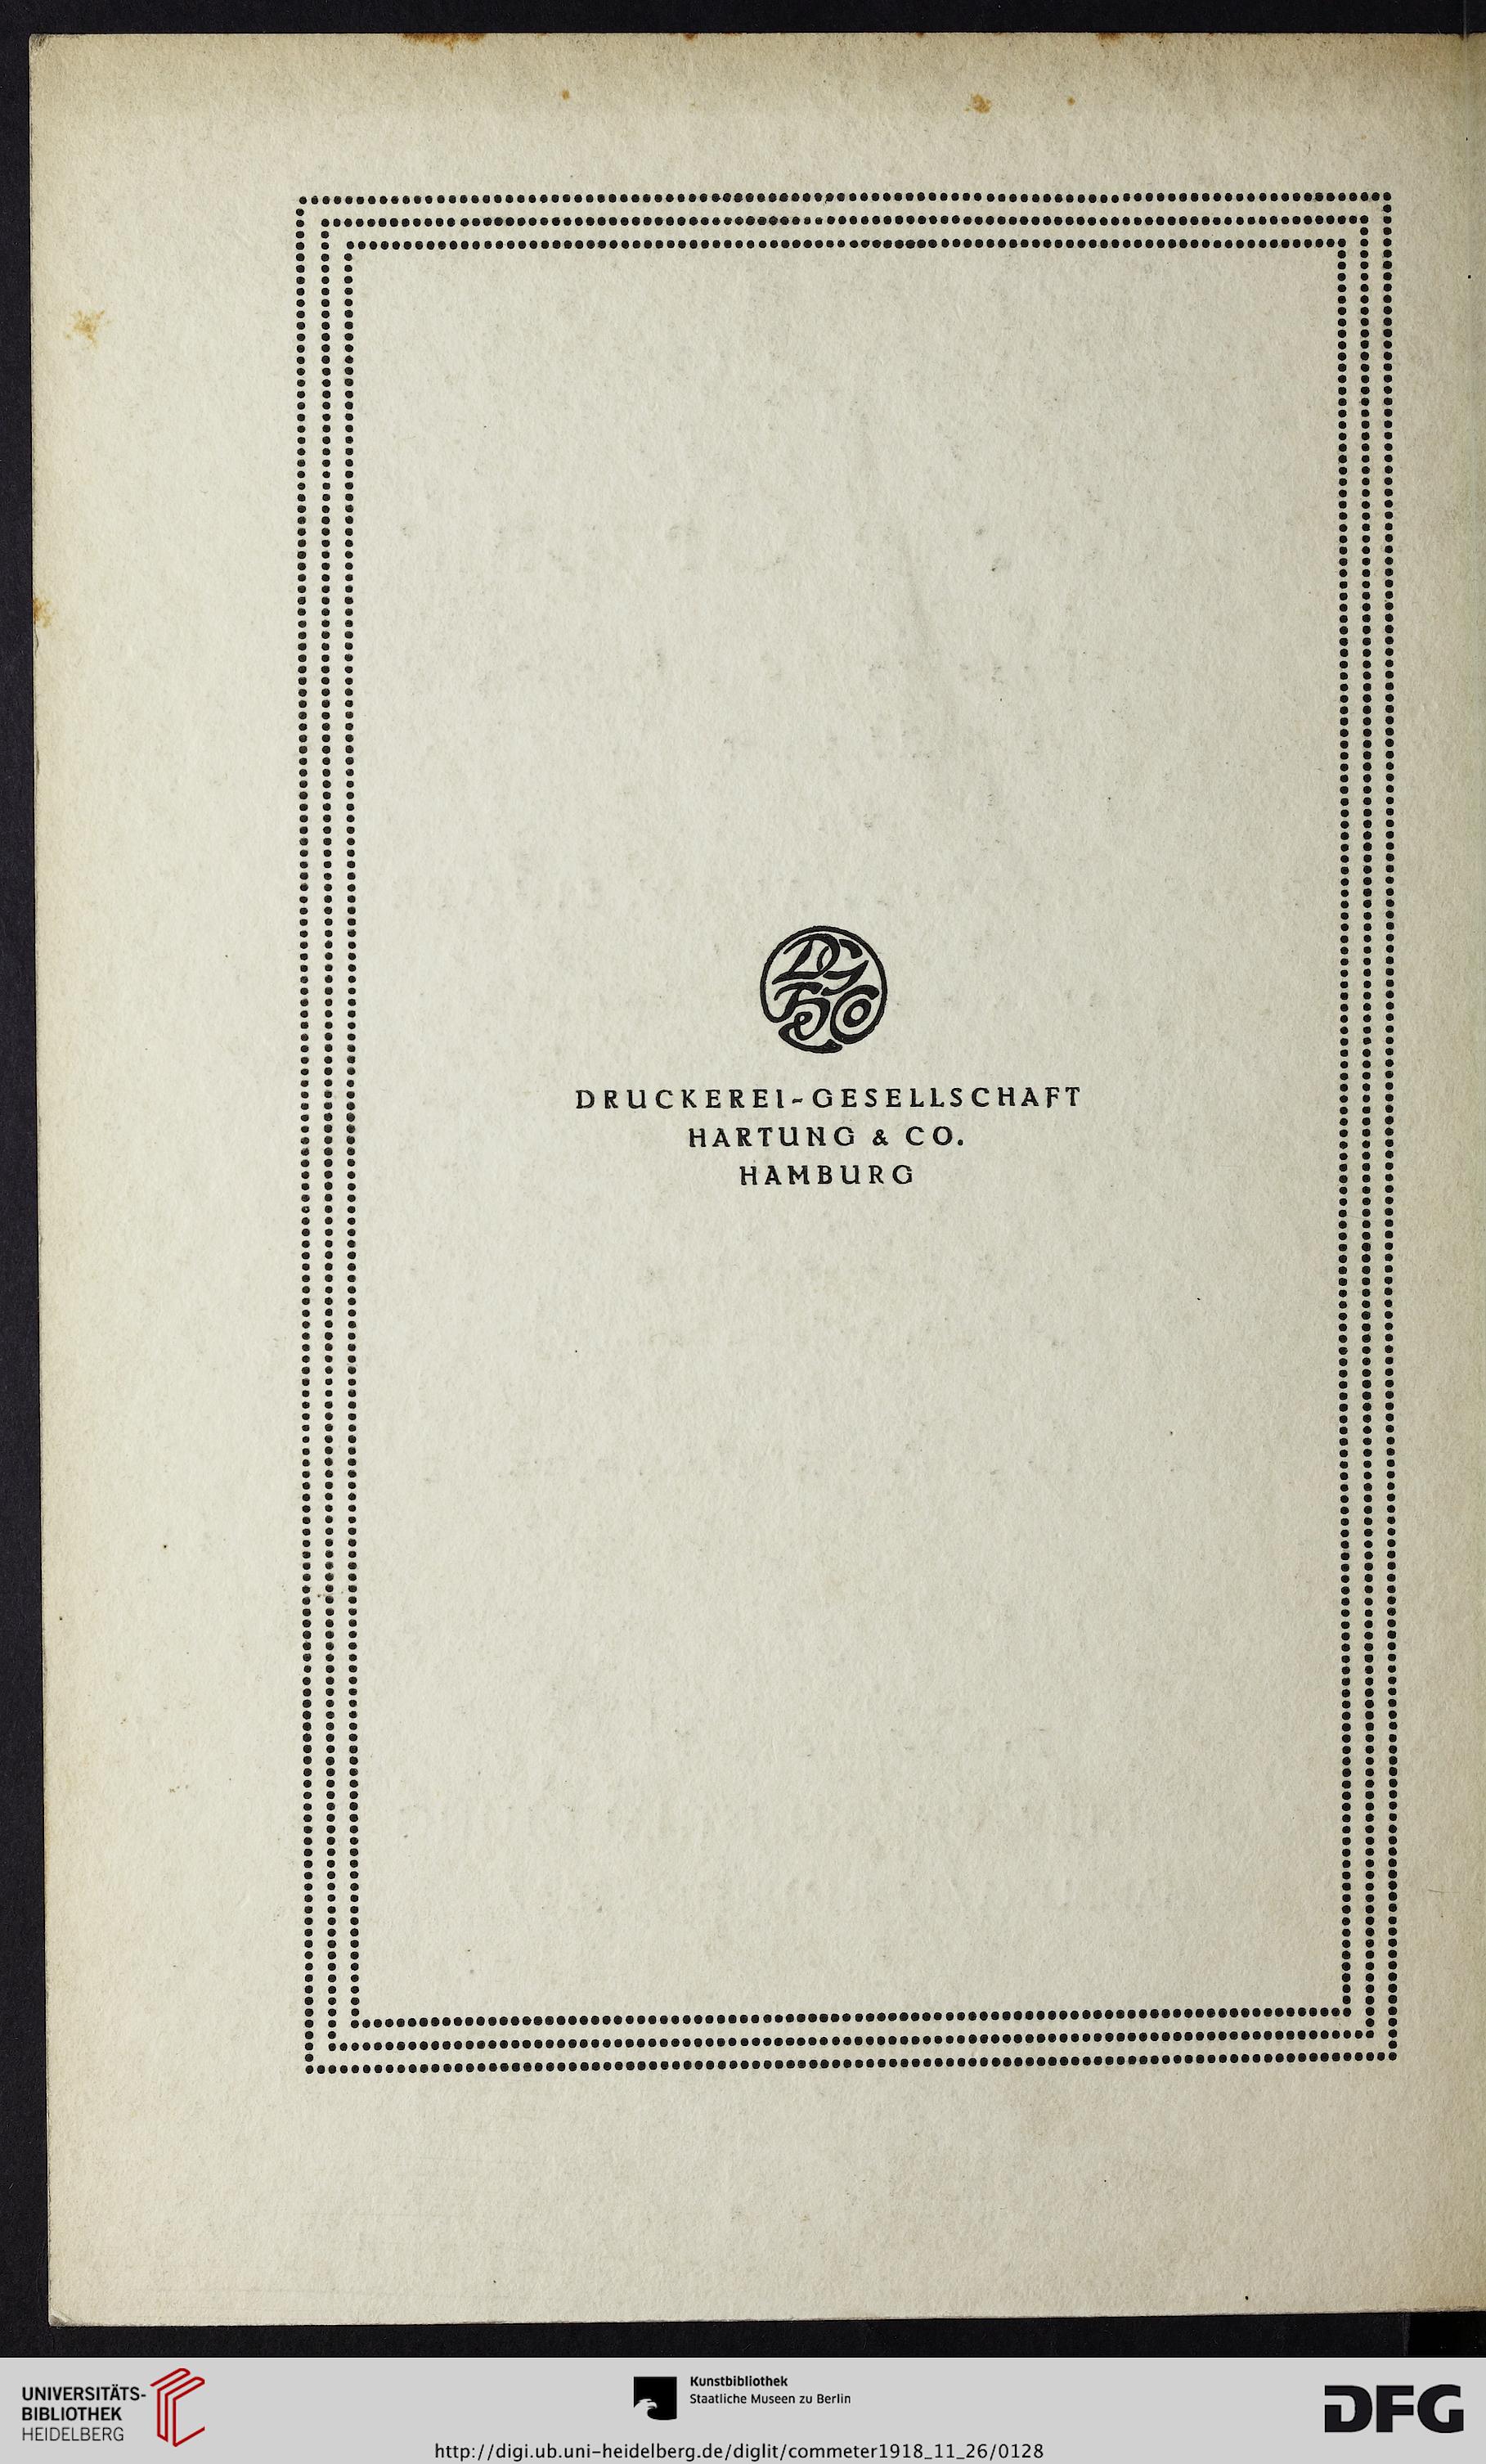 DRUCKEREI-GESELLSCHAFT
HARTUNG & CO.
HAMBURG
UNIVERSITÄTS-
BIBLIOTHEK
HEIDELBERG
Kunstbibliothek
Staatliche Museen zu Berlin
DFG
http://digi.ub.uni-heidelberg.de/diglit/commeter1918_11_26/0128